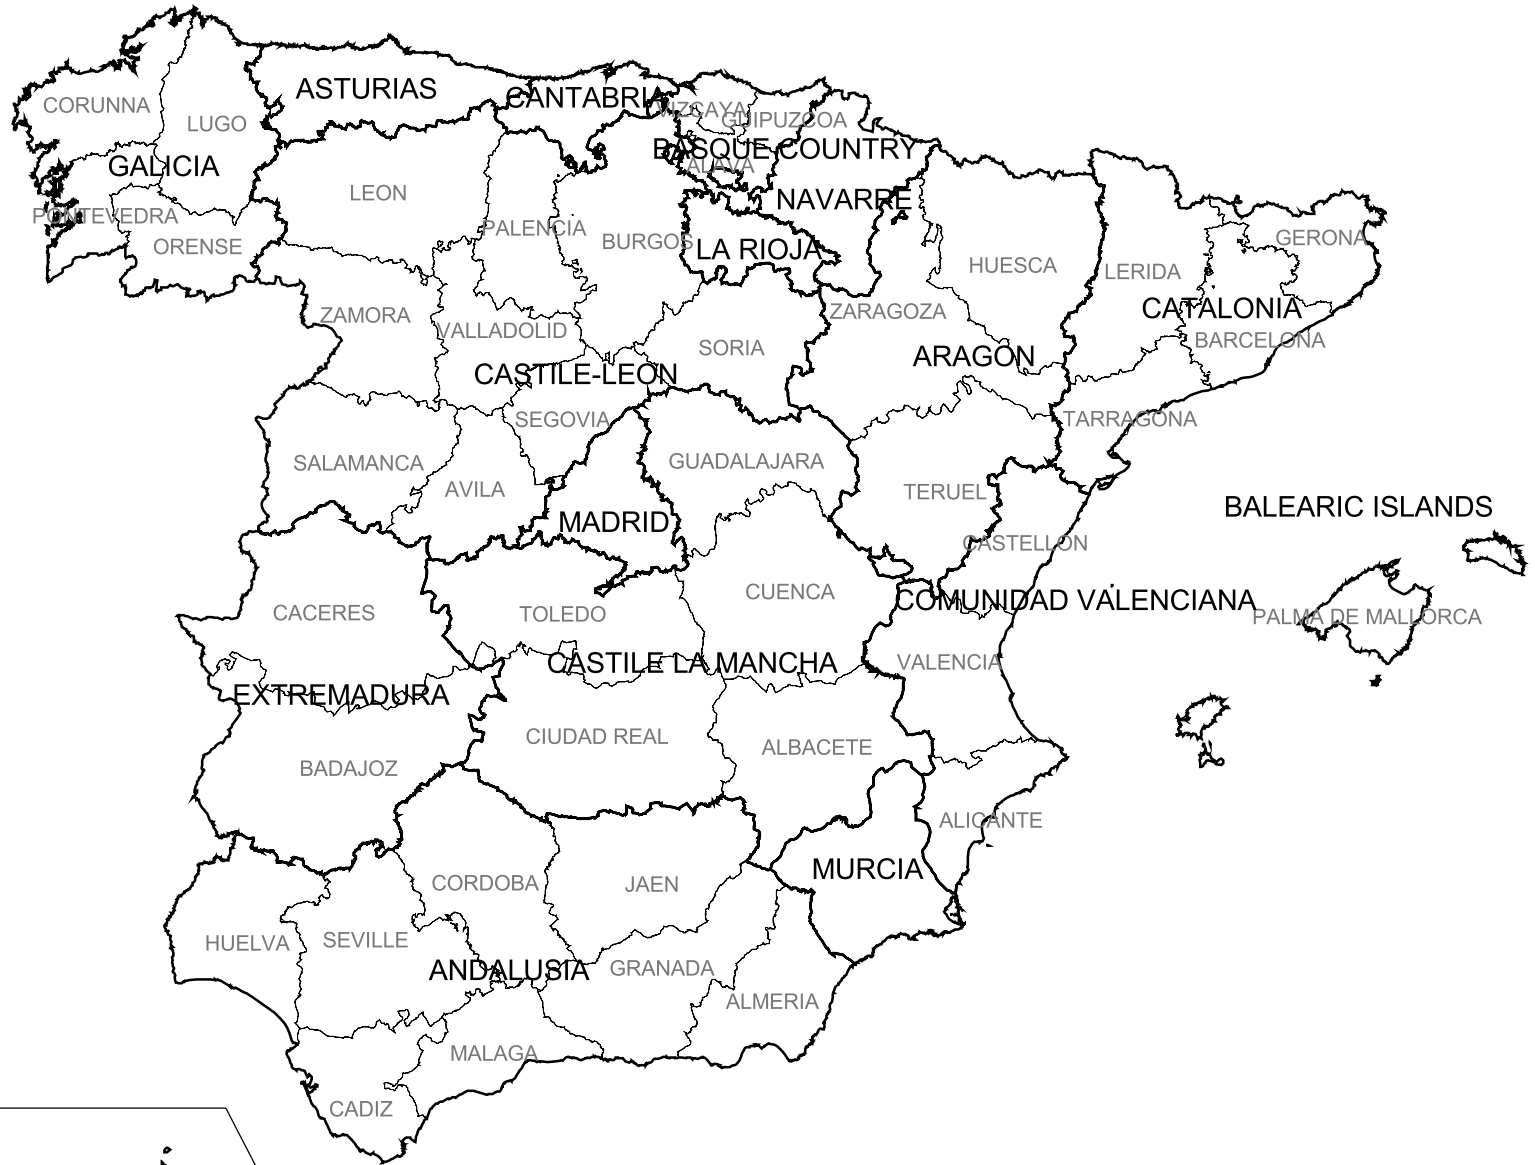 ASTURIAS
CANTABRIA
CORUNNA
VIZCAYA
GUIPUZCOA
LUGO
BASQUE COUNTRY
GALICIA
ALAVA
LEON
NAVARRE
PONTEVEDRA
PALENCIA
GERONA
BURGOS
ORENSE
LA RIOJA
HUESCA
LERIDA
CATALONIA
ZARAGOZA
ZAMORA
VALLADOLID
BARCELONA
SORIA
ARAGON
CASTILE-LEON
SEGOVIA
TARRAGONA
GUADALAJARA
SALAMANCA
AVILA
TERUEL
BALEARIC ISLANDS
MADRID
CASTELLON
CUENCA
COMUNIDAD VALENCIANA
CACERES
TOLEDO
PALMA DE MALLORCA
VALENCIA
CASTILE LA MANCHA
EXTREMADURA
CIUDAD REAL
ALBACETE
BADAJOZ
ALICANTE
MURCIA
CORDOBA
JAEN
SEVILLE
HUELVA
GRANADA
ANDALUSIA
ALMERIA
MALAGA
CADIZ